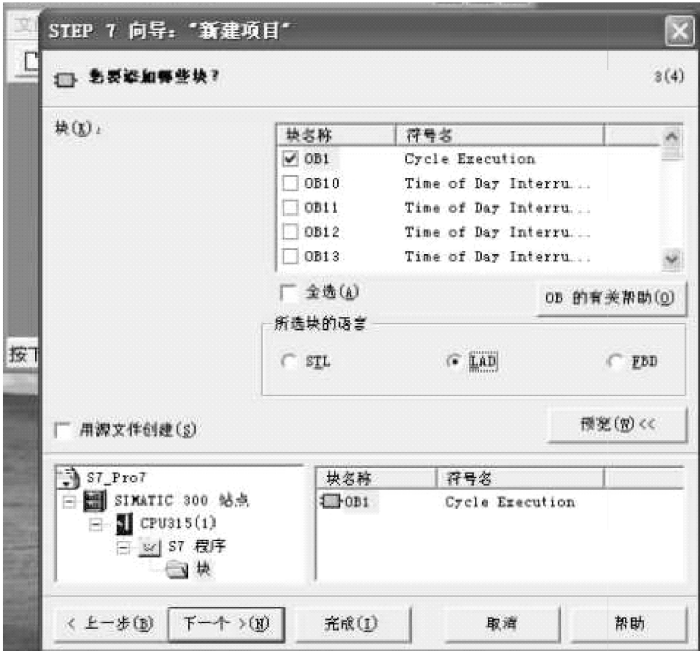 STEP 7 向导: "新建项目"
您要添加哪些块?
3(4)
块(K):
块名称 符号名
OB1 Cycle Execution
OB10 Time of Day Interru...
OB11 Time of Day Interru...
OB12 Time of Day Interru...
OB13 Time of Day Interru...
全选(A)
OB 的有关帮助(O)
所选块的语言
STL LAD FBD
按下
用源文件创建(S)
预览(W)<<
S7_Pro7
SIMATIC 300 站点
CPU315(1)
S7 程序
块
块名称 符号名
OB1 Cycle Execution
< 上一步(B) 下一个 >(N) 完成(I) 取消 帮助